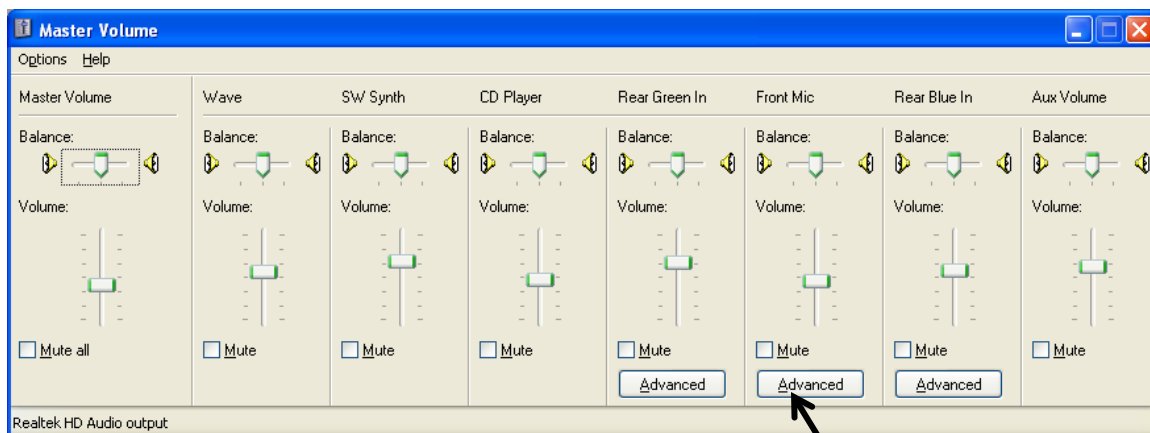 Master Volume
Options Help
Master Volume Wave SW Synth CD Player Rear Green In Front Mic Rear Blue In Aux Volume
Balance: Balance: Balance: Balance: Balance: Balance: Balance: Balance:
Volume: Volume: Volume: Volume: Volume: Volume: Volume: Volume:
Mute all Mute Mute Mute Mute Mute Mute Mute
Advanced Advanced Advanced
Realtek HD Audio output